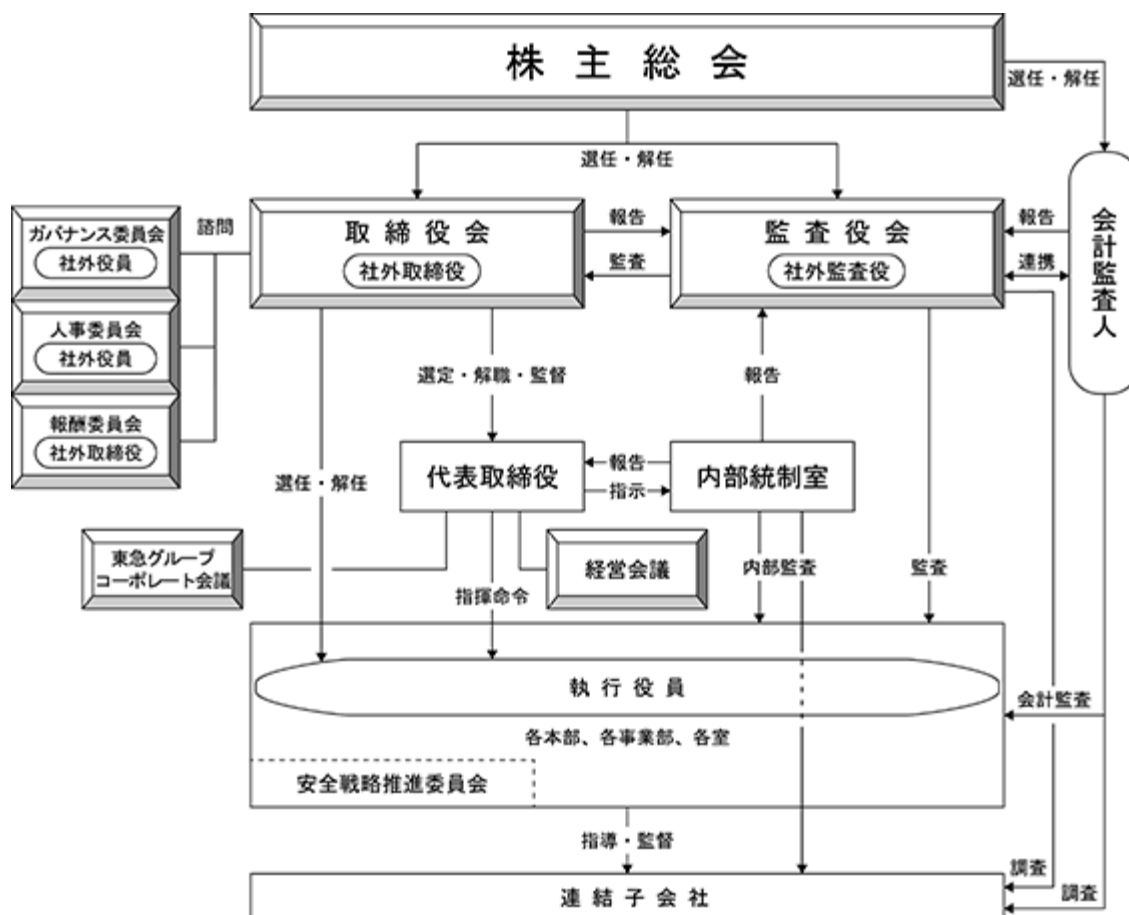 株主総会
選任・解任
選任・解任
ガバナンス委員会
社外役員
諮問
取締役会
社外取締役
報告
監査
監査役会
社外監査役
報告
連携
会計監査人
人事委員会
社外役員
報酬委員会
社外取締役
選定・解職・監督
報告
選任・解任
代表取締役
報告
指示
内部統制室
東急グループ
コーポレート会議
経営会議
指揮命令
内部監査
監査
執行役員
会計監査
各本部、各事業部、各室
安全戦略推進委員会
指導・監督
調査
調査
連結子会社